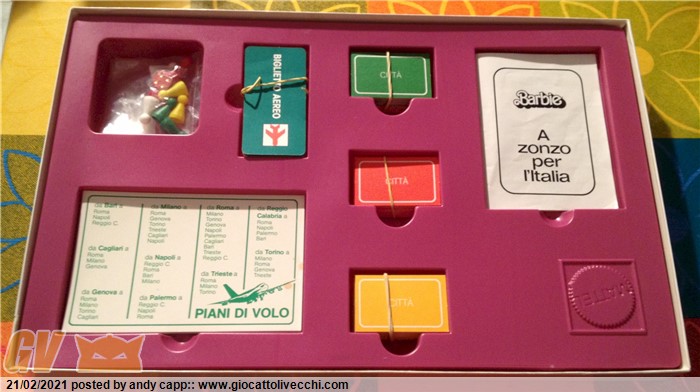 BIGLIETTO AEREO
CITTÀ
CITTÀ
CITTÀ
Barbie
A
zonzo
per
l'Italia
da Bari a
Roma
Napoli
Reggio C.
da Milano a
Roma
Genova
Torino
Trieste
Cagliari
Napoli
da Roma a
Milano
Genova
Torino
Napoli
Palermo
Cagliari
Bari
Trieste
Reggio C.
da Reggio
Calabria a
Roma
Napoli
Palermo
Bari
da Cagliari a
Roma
Milano
Genova
da Napoli a
Reggio C.
Roma
Bari
Milano
da Torino a
Milano
Roma
Genova
Trieste
da Genova a
Roma
Milano
Torino
Cagliari
da Palermo a
Reggio C.
Napoli
Roma
da Trieste a
Roma
Milano
Torino
PIANI DI VOLO
MATTEL
GV
21/02/2021 posted by andy capp:: www.giocattolivecchi.com